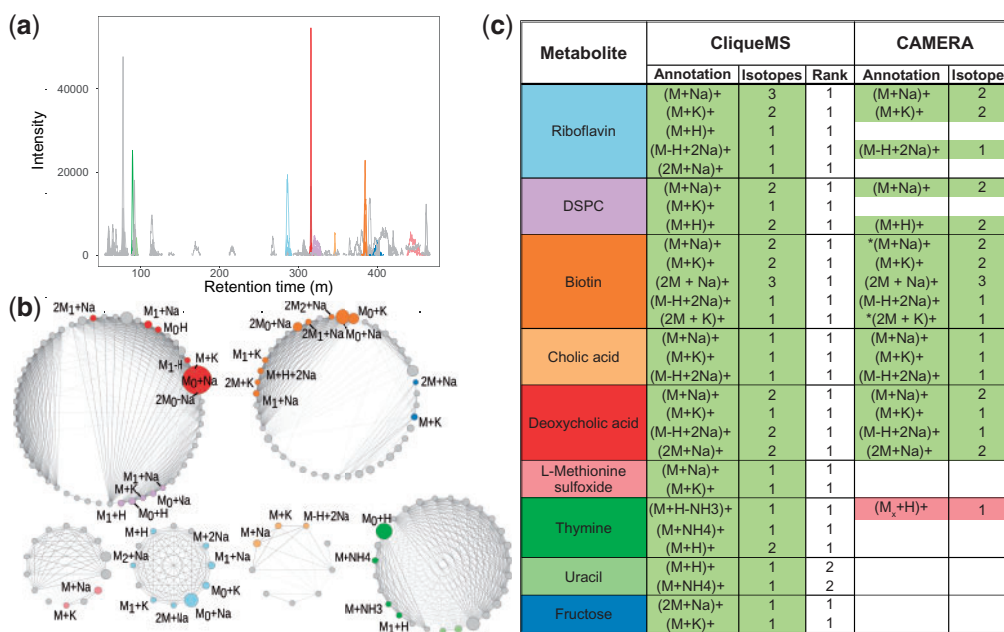 (a)
Intensity
40000
20000
0
100
200
300
400
Retention time (m)
(b)
2M1+Na
M1+Na
M0H
M1-H
M+K
M0+Na
2M0-Na
M1+Na
M+K
M0+Na
M0+H
M1+H
2M2+Na
M0+K
2M0+Na
2M1+Na
M0+Na
M1+K
M+H+2Na
2M+K
M1+Na
2M+Na
M+K
M+Na
M+K
M+H
M+2Na
M2+Na
M1+Na
M0+K
M1+K
2M+Na
M0+Na
M+K
M-H+2Na
M+Na
M0+H
M+NH4
M+NH3
M1+H
(c)
Metabolite CliqueMS CAMERA
Annotation Isotopes Rank Annotation Isotope
Riboflavin
(M+Na)+ 3 1 (M+Na)+ 2
(M+K)+ 2 1 (M+K)+ 2
(M+H)+ 1 1
(M-H+2Na)+ 1 1 (M-H+2Na)+ 1
(2M+Na)+ 1 1
DSPC
(M+Na)+ 2 1 (M+Na)+ 2
(M+K)+ 1 1
(M+H)+ 2 1 (M+H)+ 2
Biotin
(M+Na)+ 2 1 *(M+Na)+ 2
(M+K)+ 2 1 (M+K)+ 2
(2M + Na)+ 3 1 (2M + Na)+ 3
(M-H+2Na)+ 1 1 (M-H+2Na)+ 1
(2M + K)+ 1 1 *(2M + K)+ 1
Cholic acid
(M+Na)+ 1 1 (M+Na)+ 1
(M+K)+ 1 1 (M+K)+ 1
(M-H+2Na)+ 1 1 (M-H+2Na)+ 1
Deoxycholic acid
(M+Na)+ 2 1 (M+Na)+ 2
(M+K)+ 1 1 (M+K)+ 1
(M-H+2Na)+ 2 1 (M-H+2Na)+ 1
(2M+Na)+ 2 1 (2M+Na)+ 2
L-Methionine
sulfoxide
(M+Na)+ 1 1
(M+K)+ 1 1
Thymine
(M+H-NH3)+ 1 1 (Mx+H)+ 1
(M+NH4)+ 1 1
(M+H)+ 2 1
Uracil
(M+H)+ 1 2
(M+NH4)+ 1 2
Fructose
(2M+Na)+ 1 1
(M+K)+ 1 1